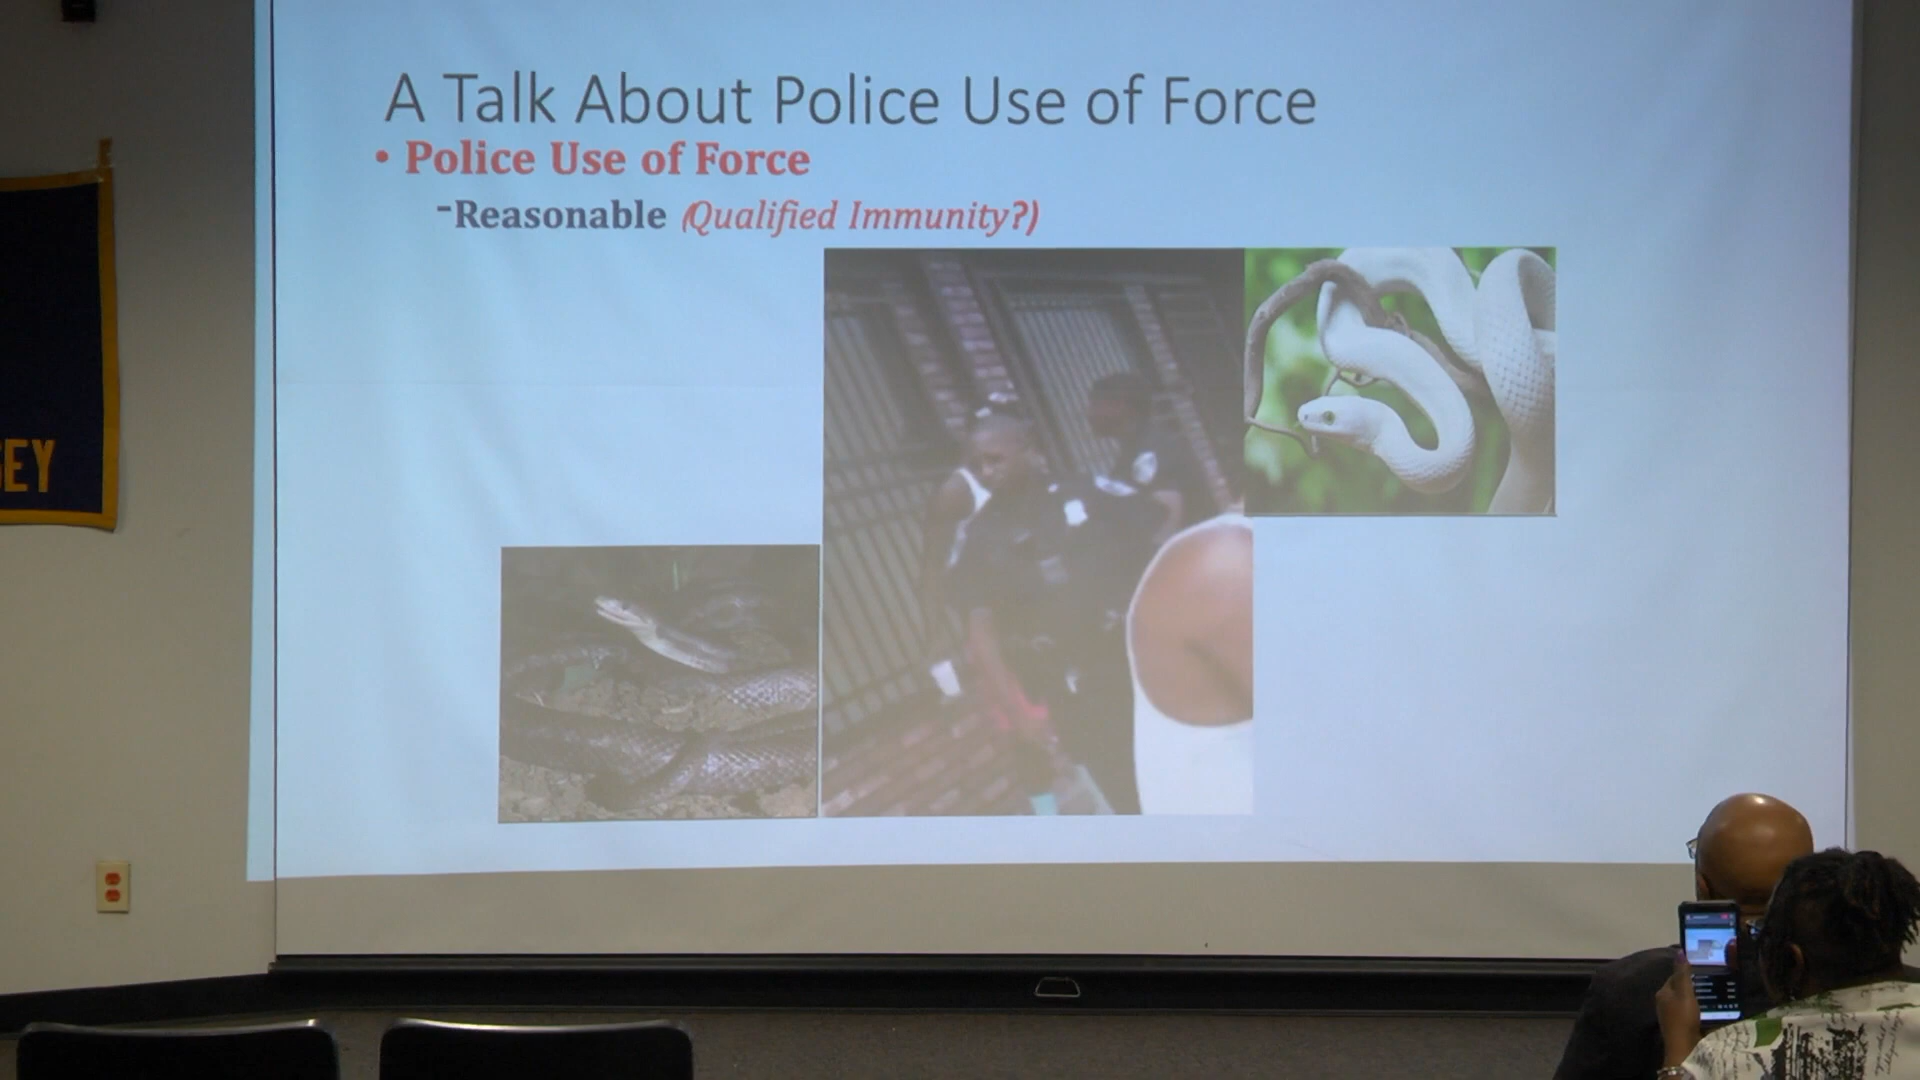 A Talk About Police Use of Force
• Police Use of Force
-Reasonable (Qualified Immunity?)
EY